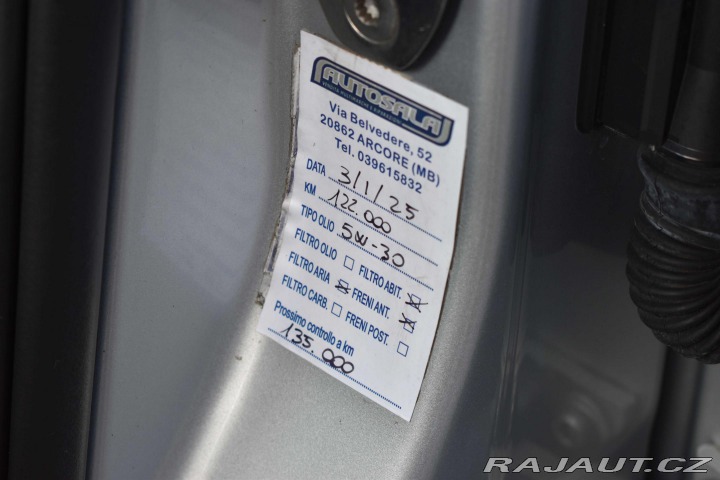 AUTOSALA
Via Belvedere, 52
20862 ARCORE (MB)
Tel. 039615832
DATA 3/1/25
KM 122.000
TIPO OLIO 5W-30
FILTRO OLIO FILTRO ABIT.
FILTRO ARIA FRENI ANT.
FILTRO CARB. FRENI POST.
Prossimo controllo a km
135.000
RAJAUT.CZ